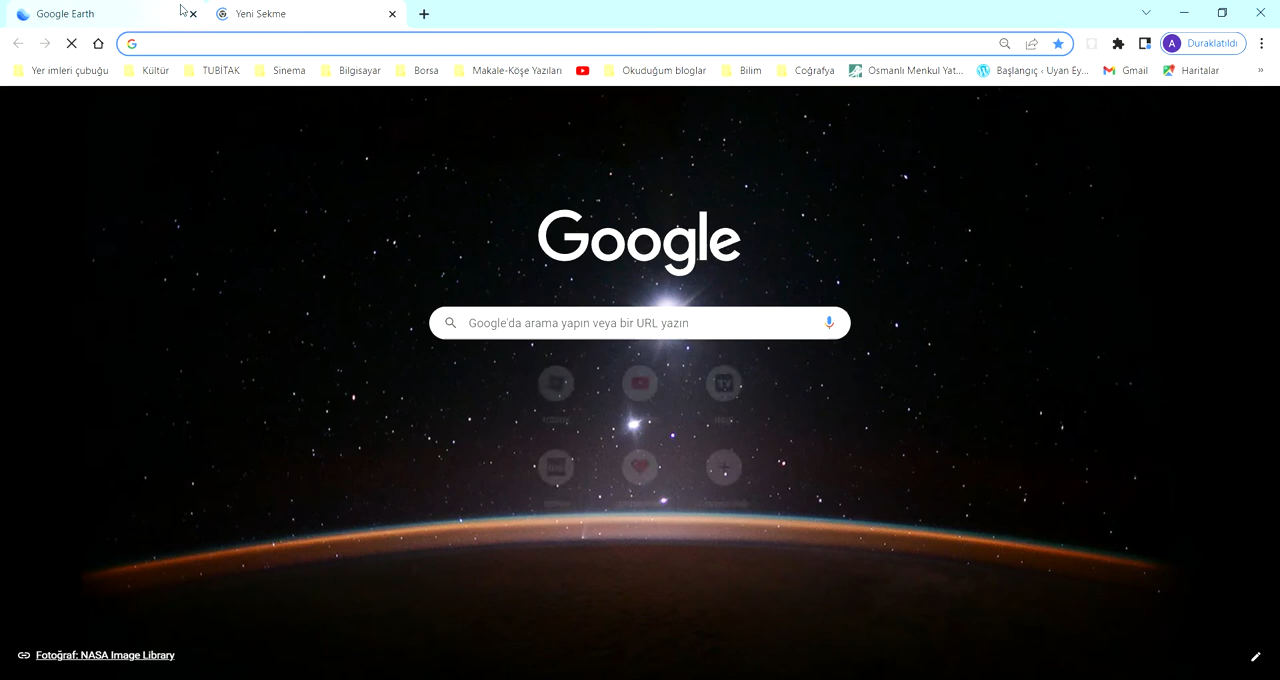 Google Earth
Yeni Sekme
A Duraklatıldı
Yer imleri çubuğu Kültür TUBİTAK Sinema Bilgisayar Borsa Makale-Köşe Yazıları Okuduğum bloglar Bilim Coğrafya Osmanlı Menkul Yat... Başlangıç ‹ Uyan Ey... Gmail Haritalar »
Google
Google'da arama yapın veya bir URL yazın
Fotoğraf: NASA Image Library